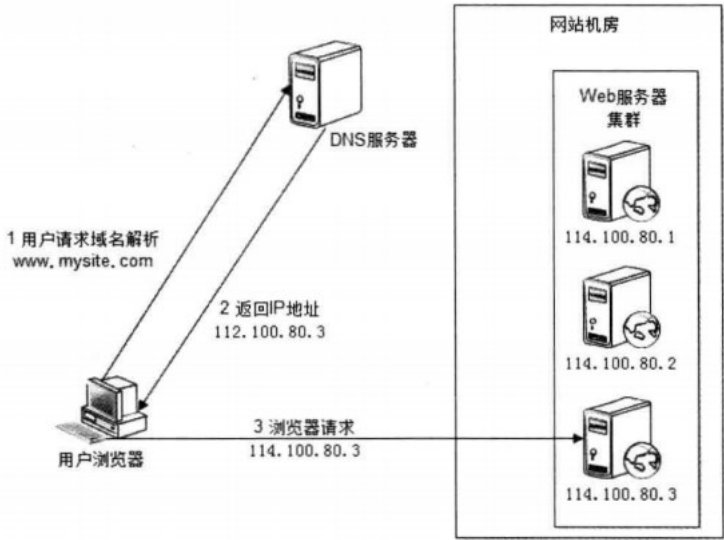 网站机房
Web服务器
集群
DNS服务器
114.100.80.1
1 用户请求域名解析
www.mysite.com
2 返回IP地址
112.100.80.3
114.100.80.2
3 浏览器请求
114.100.80.3
用户浏览器
114.100.80.3